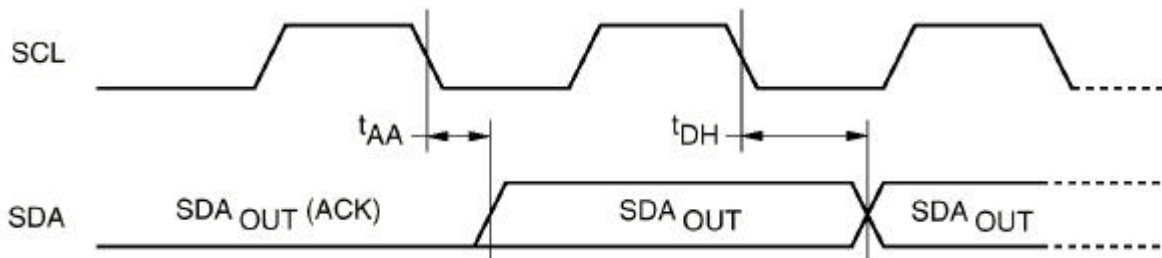 SCL
tAA
tDH
SDA
SDA OUT (ACK)
SDA OUT
SDA OUT